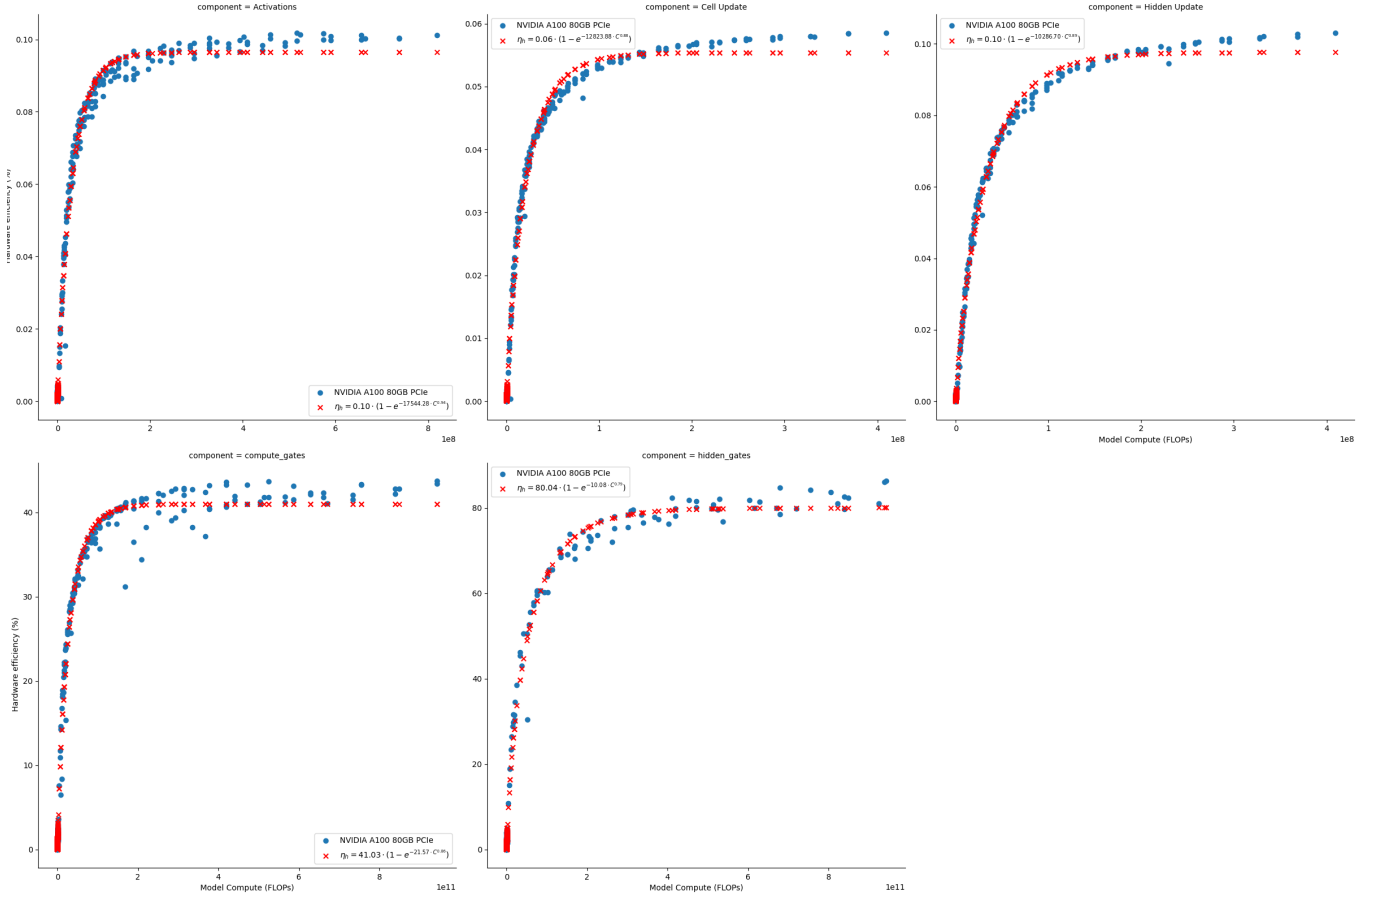 component = Activations
0.10
0.08
0.06
0.04
0.02
0.00
NVIDIA A100 80GB PCIe
0
2
4
6
8
1e8
component = Cell Update
NVIDIA A100 80GB PCIe
0.06
0.05
0.04
0.03
0.02
0.01
0.00
0
1
2
3
4
1e8
component = Hidden Update
NVIDIA A100 80GB PCIe
0.10
0.08
0.06
0.04
0.02
0.00
0
1
2
3
4
1e8
Model Compute (FLOPs)
component = compute_gates
Hardware efficiency (%)
40
30
20
10
0
NVIDIA A100 80GB PCIe
0
2
4
6
8
1e11
Model Compute (FLOPs)
component = hidden_gates
NVIDIA A100 80GB PCIe
80
60
40
20
0
0
2
4
6
8
1e11
Model Compute (FLOPs)